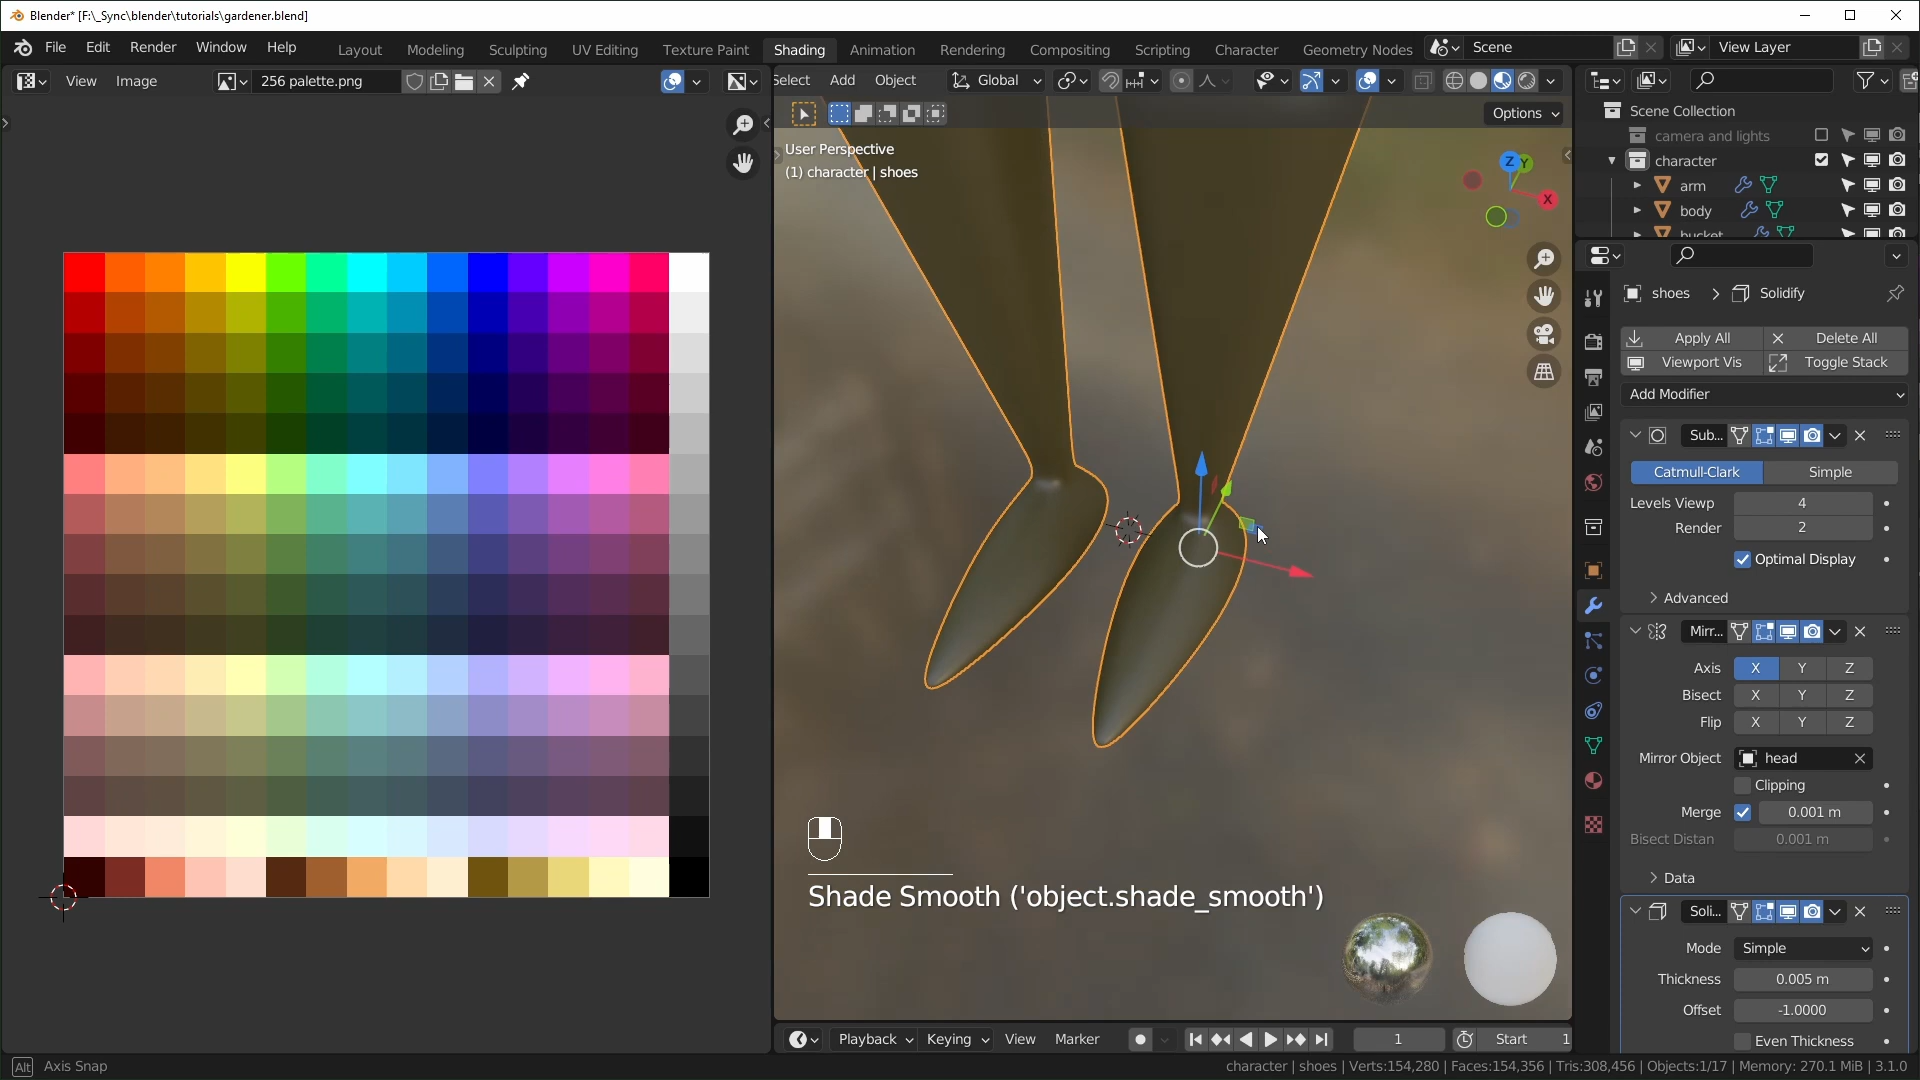 Blender* [F:\_Sync\blender\tutorials\gardener.blend]
File Edit Render Window Help Layout Modeling Sculpting UV Editing Texture Paint Shading Animation Rendering Compositing Scripting Character Geometry Nodes Scene View Layer
View Image 256 palette.png
Select Add Object Global
Options
User Perspective
(1) character | shoes
Z Y
X
Shade Smooth ('object.shade_smooth')
Playback Keying View Marker 1 Start 1
Scene Collection
camera and lights
character
arm
body
bucket
shoes > Solidify
Apply All Delete All
Viewport Vis Toggle Stack
Add Modifier
Sub...
Catmull-Clark Simple
Levels Viewp 4
Render 2
Optimal Display
Advanced
Mirr...
Axis X Y Z
Bisect X Y Z
Flip X Y Z
Mirror Object head
Clipping
Merge 0.001 m
Bisect Distan 0.001 m
Data
Soli...
Mode Simple
Thickness 0.005 m
Offset -1.0000
Even Thickness
Alt Axis Snap
character | shoes | Verts:154,280 | Faces:154,356 | Tris:308,456 | Objects:1/17 | Memory: 270.1 MiB | 3.1.0